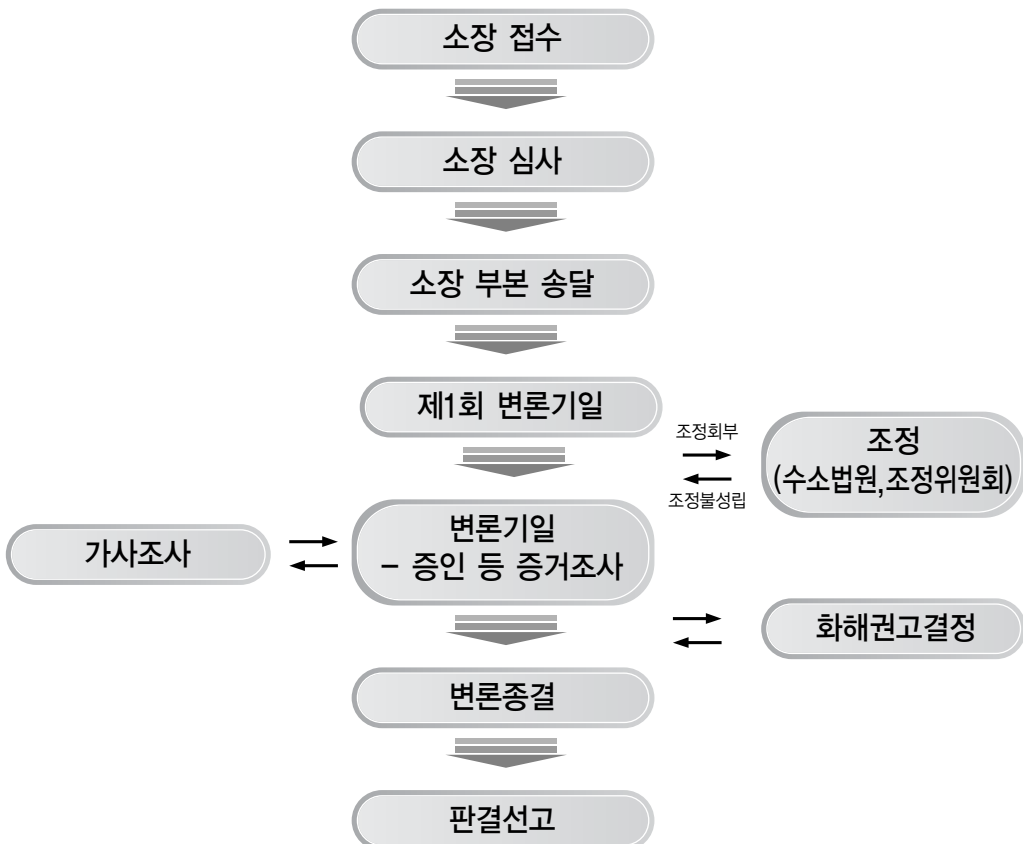 소장 접수
소장 심사
소장 부본 송달
제1회 변론기일
조정회부
조정불성립
조정
(수소법원,조정위원회)
가사조사
변론기일
- 증인 등 증거조사
화해권고결정
변론종결
판결선고